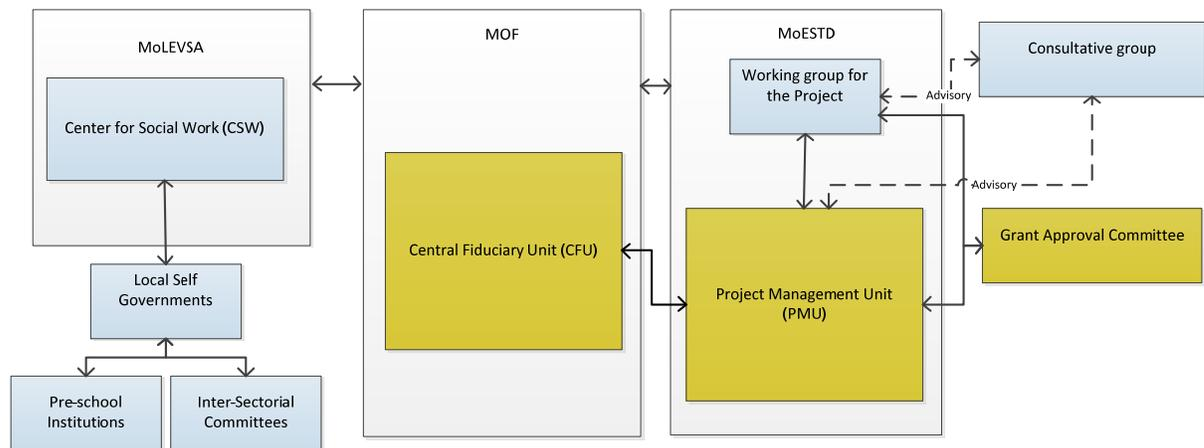 MoLEVSA
Center for Social Work (CSW)
Local Self
Governments
Pre-school
Institutions
Inter-Sectorial
Committees
MOF
Central Fiduciary Unit (CFU)
MoESTD
Working group for
the Project
Project Management Unit
(PMU)
Advisory
Advisory
Consultative group
Grant Approval Committee